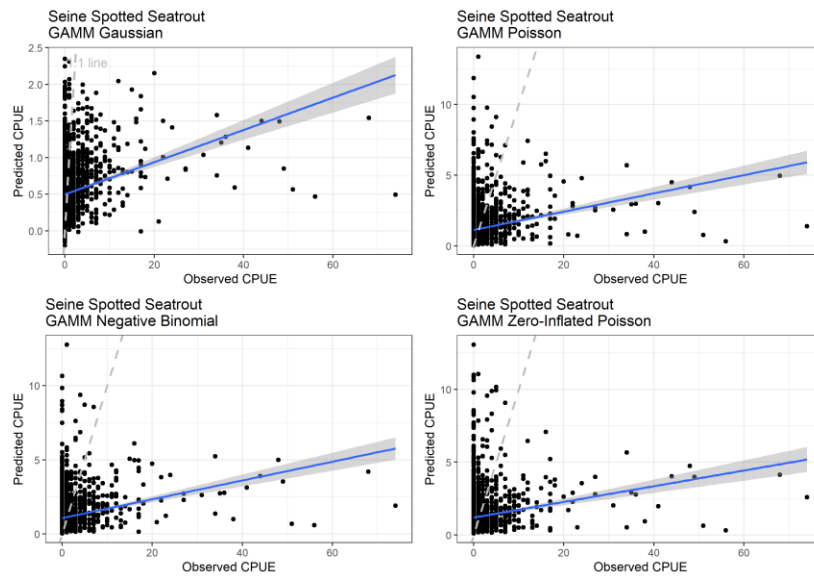 Seine Spotted Seatrout
GAMM Gaussian
2.5
2.0
1.5
1.0
0.5
0.0
1:1 line
Predicted CPUE
0
20
40
60
Observed CPUE
Seine Spotted Seatrout
GAMM Poisson
10
5
0
Predicted CPUE
0
20
40
60
Observed CPUE
Seine Spotted Seatrout
GAMM Negative Binomial
10
5
0
Predicted CPUE
0
20
40
60
Observed CPUE
Seine Spotted Seatrout
GAMM Zero-Inflated Poisson
10
5
0
Predicted CPUE
0
20
40
60
Observed CPUE